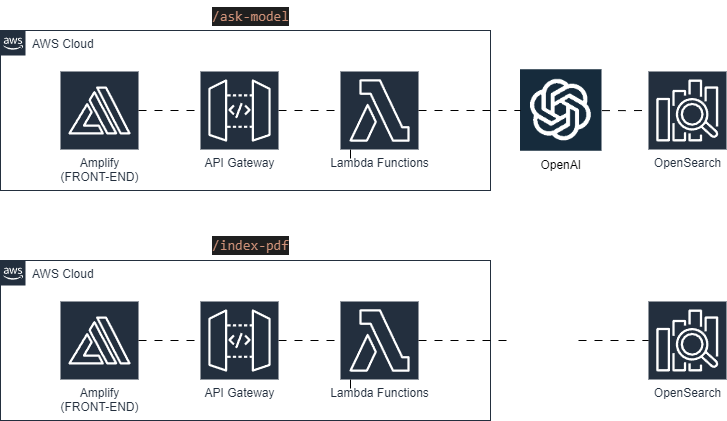 /ask-model
aws
AWS Cloud
</>
Amplify
(FRONT-END)
API Gateway
Lambda Functions
OpenAI
OpenSearch
/index-pdf
aws
AWS Cloud
</>
Amplify
(FRONT-END)
API Gateway
Lambda Functions
OpenSearch